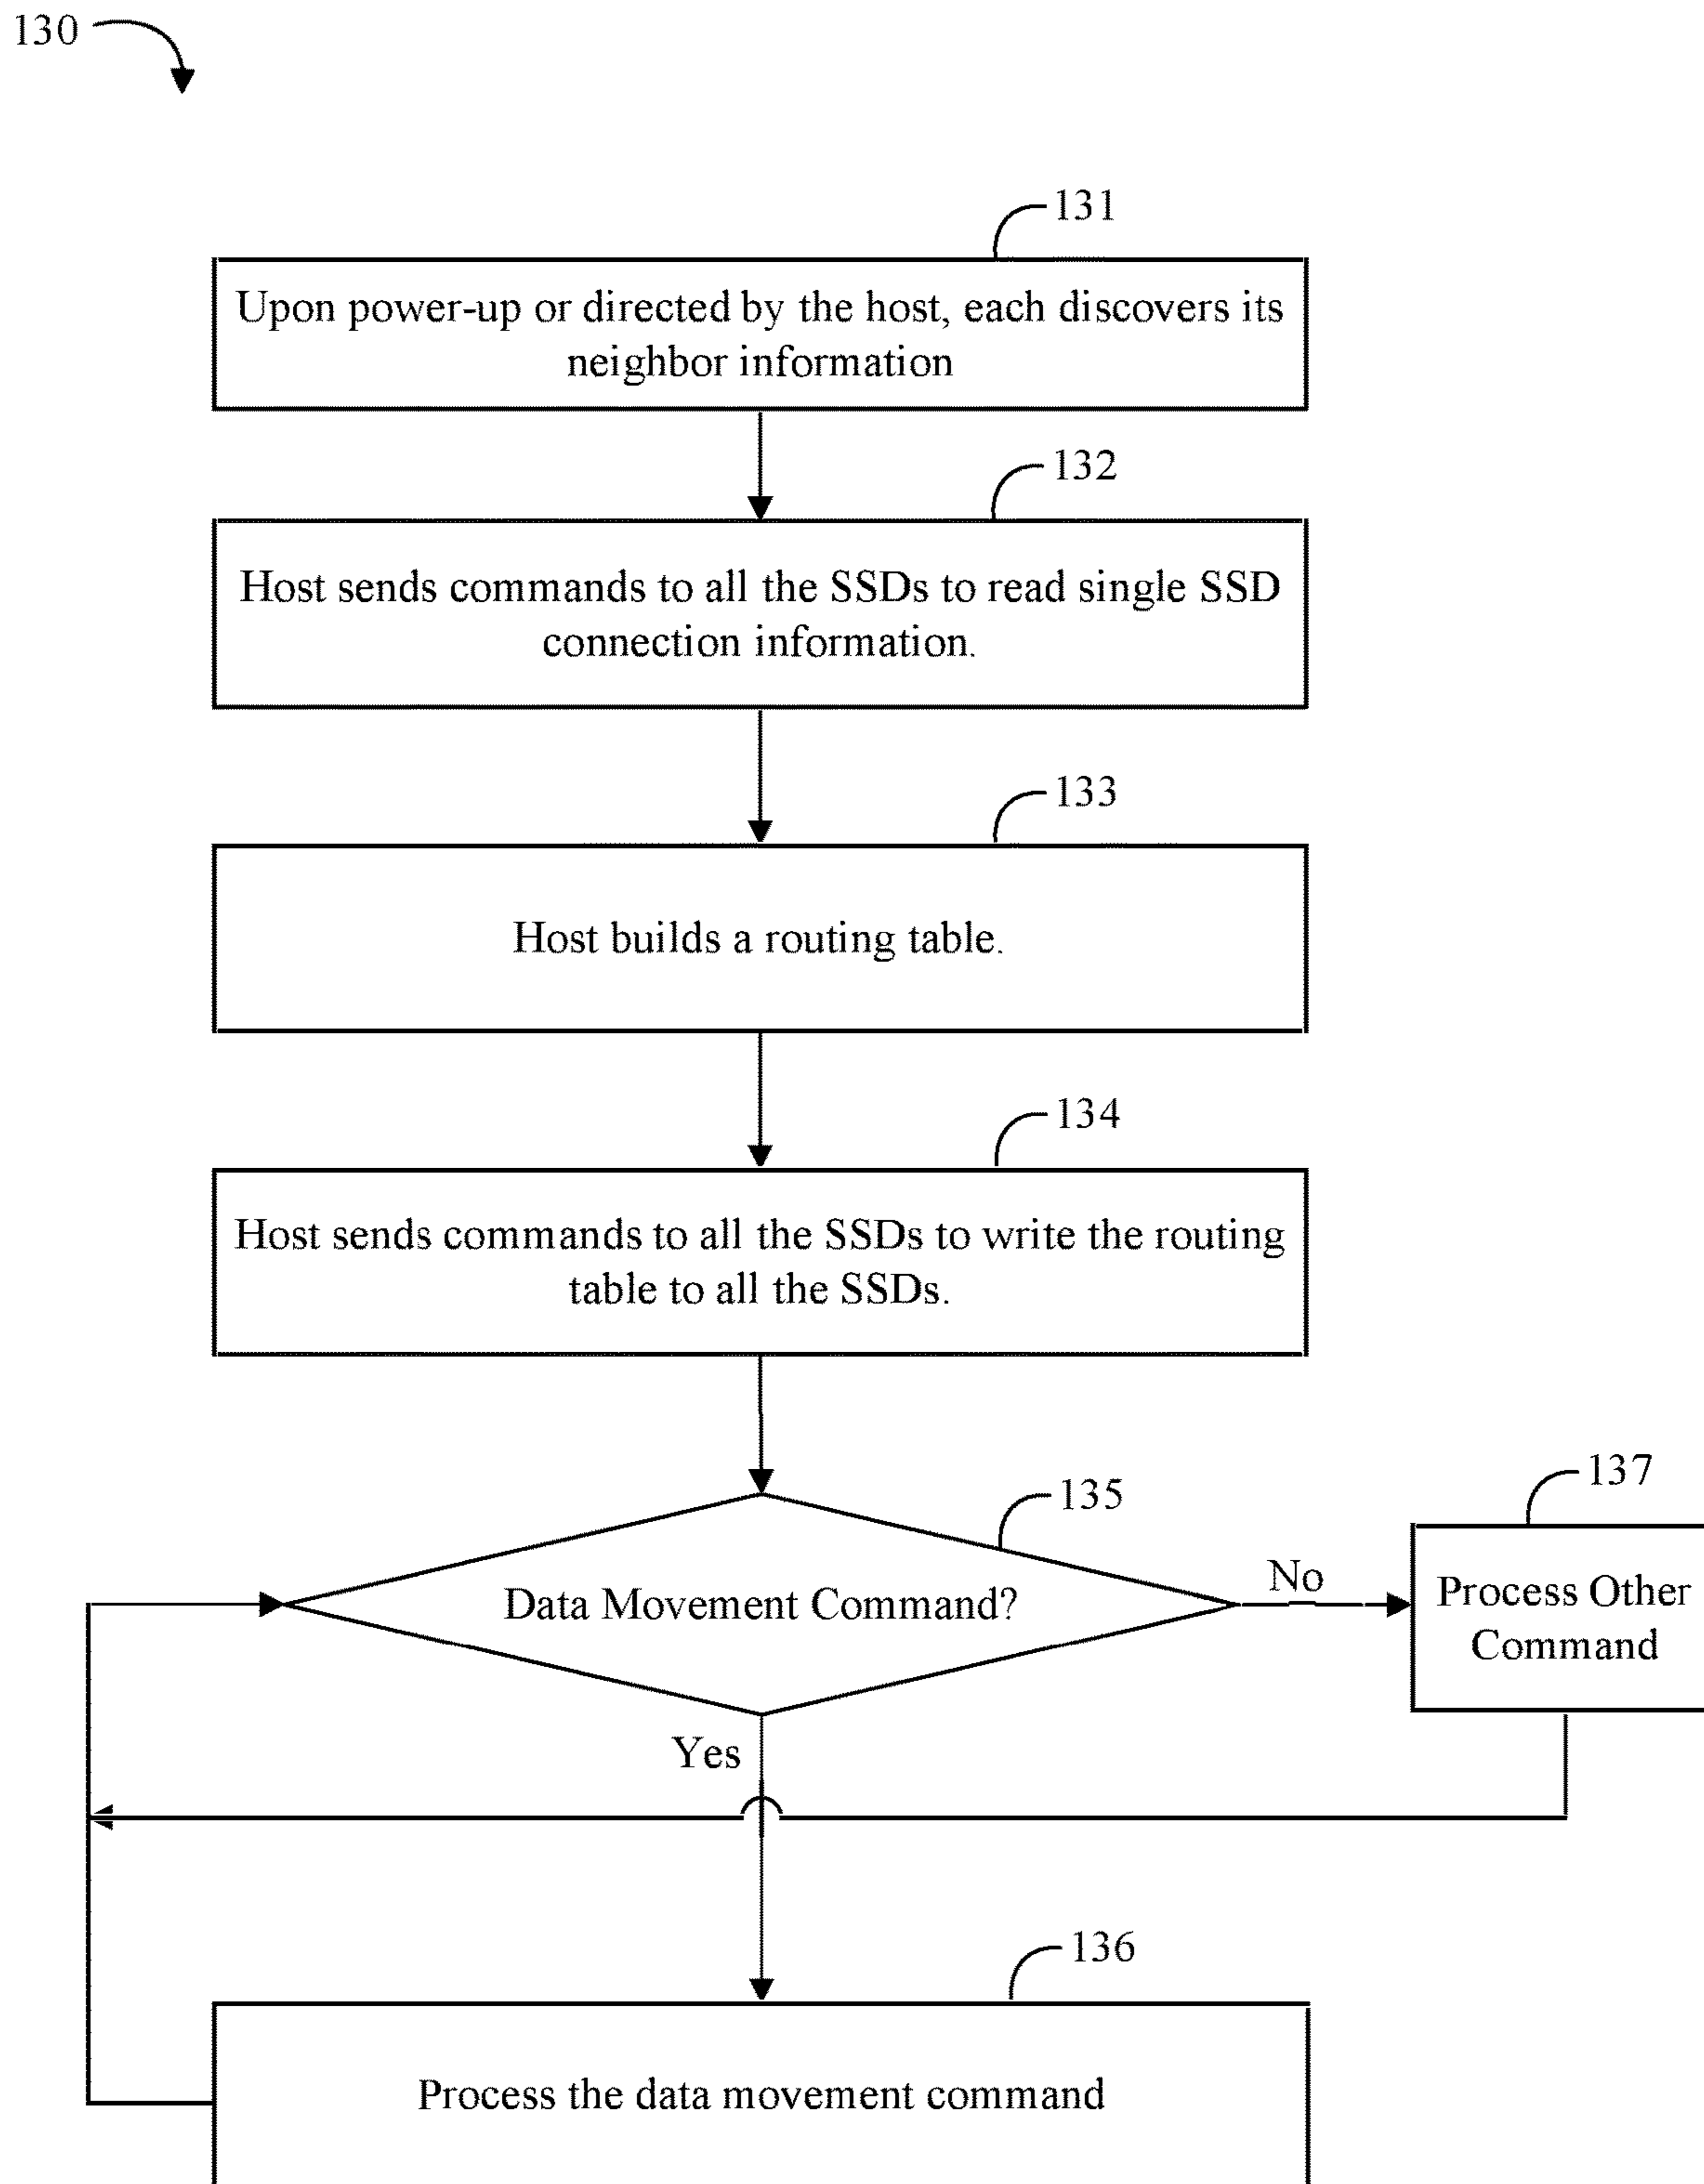 130
131
Upon power-up or directed by the host, each discovers its
neighbor information
132
Host sends commands to all the SSDs to read single SSD
connection information.
133
Host builds a routing table.
134
Host sends commands to all the SSDs to write the routing
table to all the SSDs.
135
Data Movement Command?
No
137
Process Other
Command
Yes
136
Process the data movement command